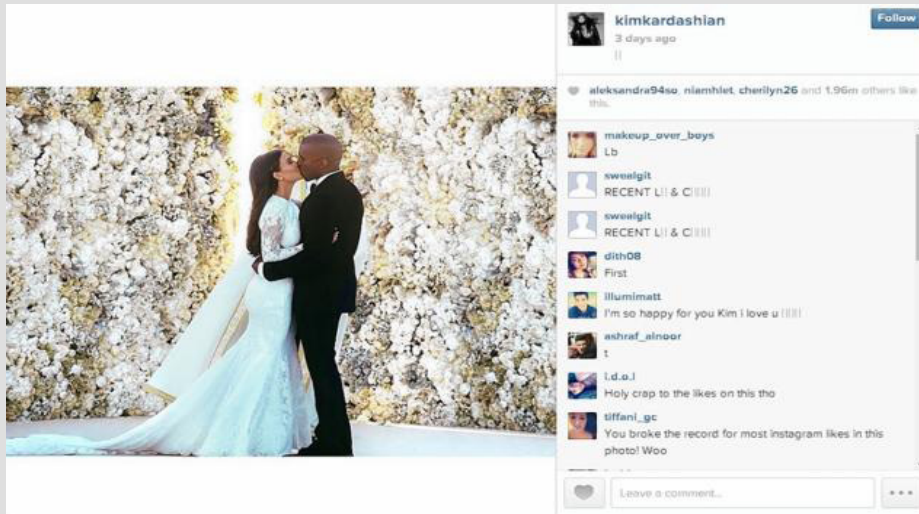 kimkardashian
Follow
3 days ago
aleksandra94so, niamhlet, cherilyn26 and 1.96m others like
this.
makeup_over_boys
Lb
swealgit
RECENT L & C
swealgit
RECENT L & C
dith08
First
illumimatt
I'm so happy for you Kim i love u
ashraf_alnoor
t
i.d.o.l
Holy crap to the likes on this tho
tiffani_gc
You broke the record for most instagram likes in this
photo! Woo
Leave a comment...